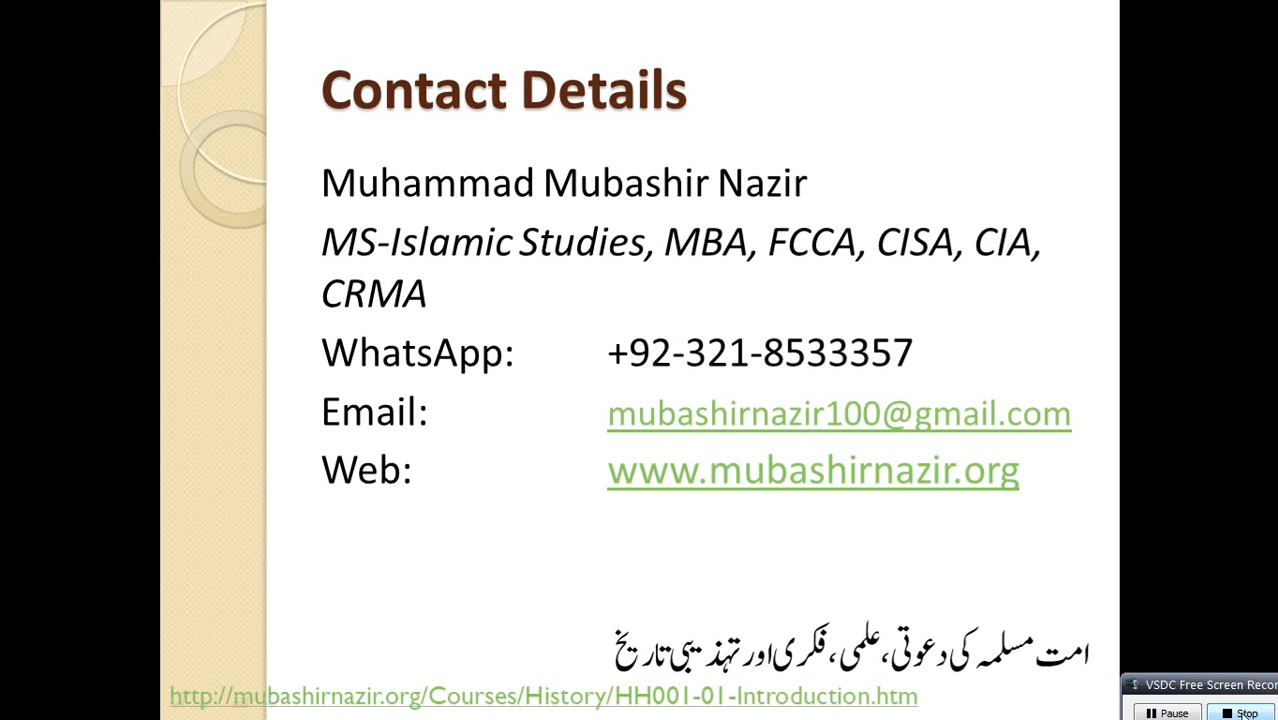 Contact Details
Muhammad Mubashir Nazir
MS-Islamic Studies, MBA, FCCA, CISA, CIA,
CRMA
WhatsApp: +92-321-8533357
Email: mubashirnazir100@gmail.com
Web: www.mubashirnazir.org
امت مسلمہ کی دعوتی، علمی، فکری اور تہذیبی تاریخ
http://mubashirnazir.org/Courses/History/HH001-01-Introduction.htm
VSDC Free Screen Recor
Pause Stop